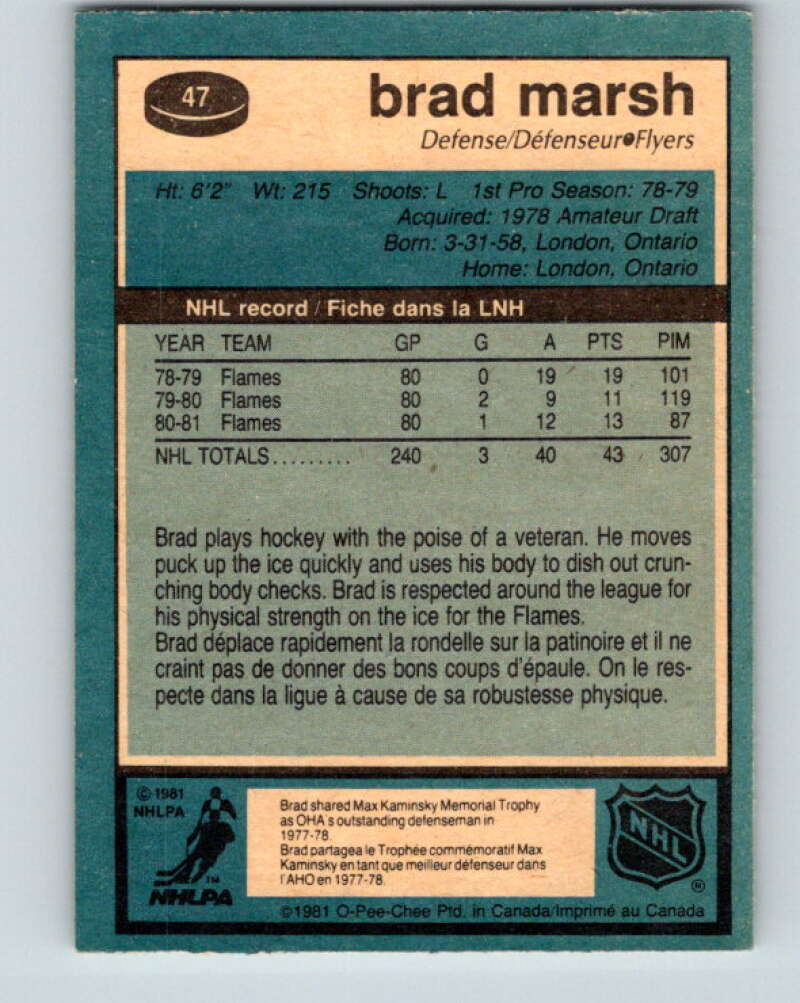 47
brad marsh
Defense/Défenseur•Flyers
Ht: 6'2" Wt: 215 Shoots: L 1st Pro Season: 78-79
Acquired: 1978 Amateur Draft
Born: 3-31-58, London, Ontario
Home: London, Ontario
NHL record / Fiche dans la LNH
YEAR TEAM GP G A PTS PIM
78-79 Flames 80 0 19 19 101
79-80 Flames 80 2 9 11 119
80-81 Flames 80 1 12 13 87
NHL TOTALS......... 240 3 40 43 307
Brad plays hockey with the poise of a veteran. He moves
puck up the ice quickly and uses his body to dish out crun-
ching body checks. Brad is respected around the league for
his physical strength on the ice for the Flames.
Brad déplace rapidement la rondelle sur la patinoire et il ne
craint pas de donner des bons coups d'épaule. On le res-
pecte dans la ligue à cause de sa robustesse physique.
© 1981
NHLPA
TM
NHLPA
Brad shared Max Kaminsky Memorial Trophy
as OHA's outstanding defenseman in
1977-78.
Brad partagea le Trophée commémoratif Max
Kaminsky en tant que meilleur défenseur dans
l'AHO en 1977-78.
NHL
®
©1981 O-Pee-Chee Ptd. in Canada/Imprimé au Canada